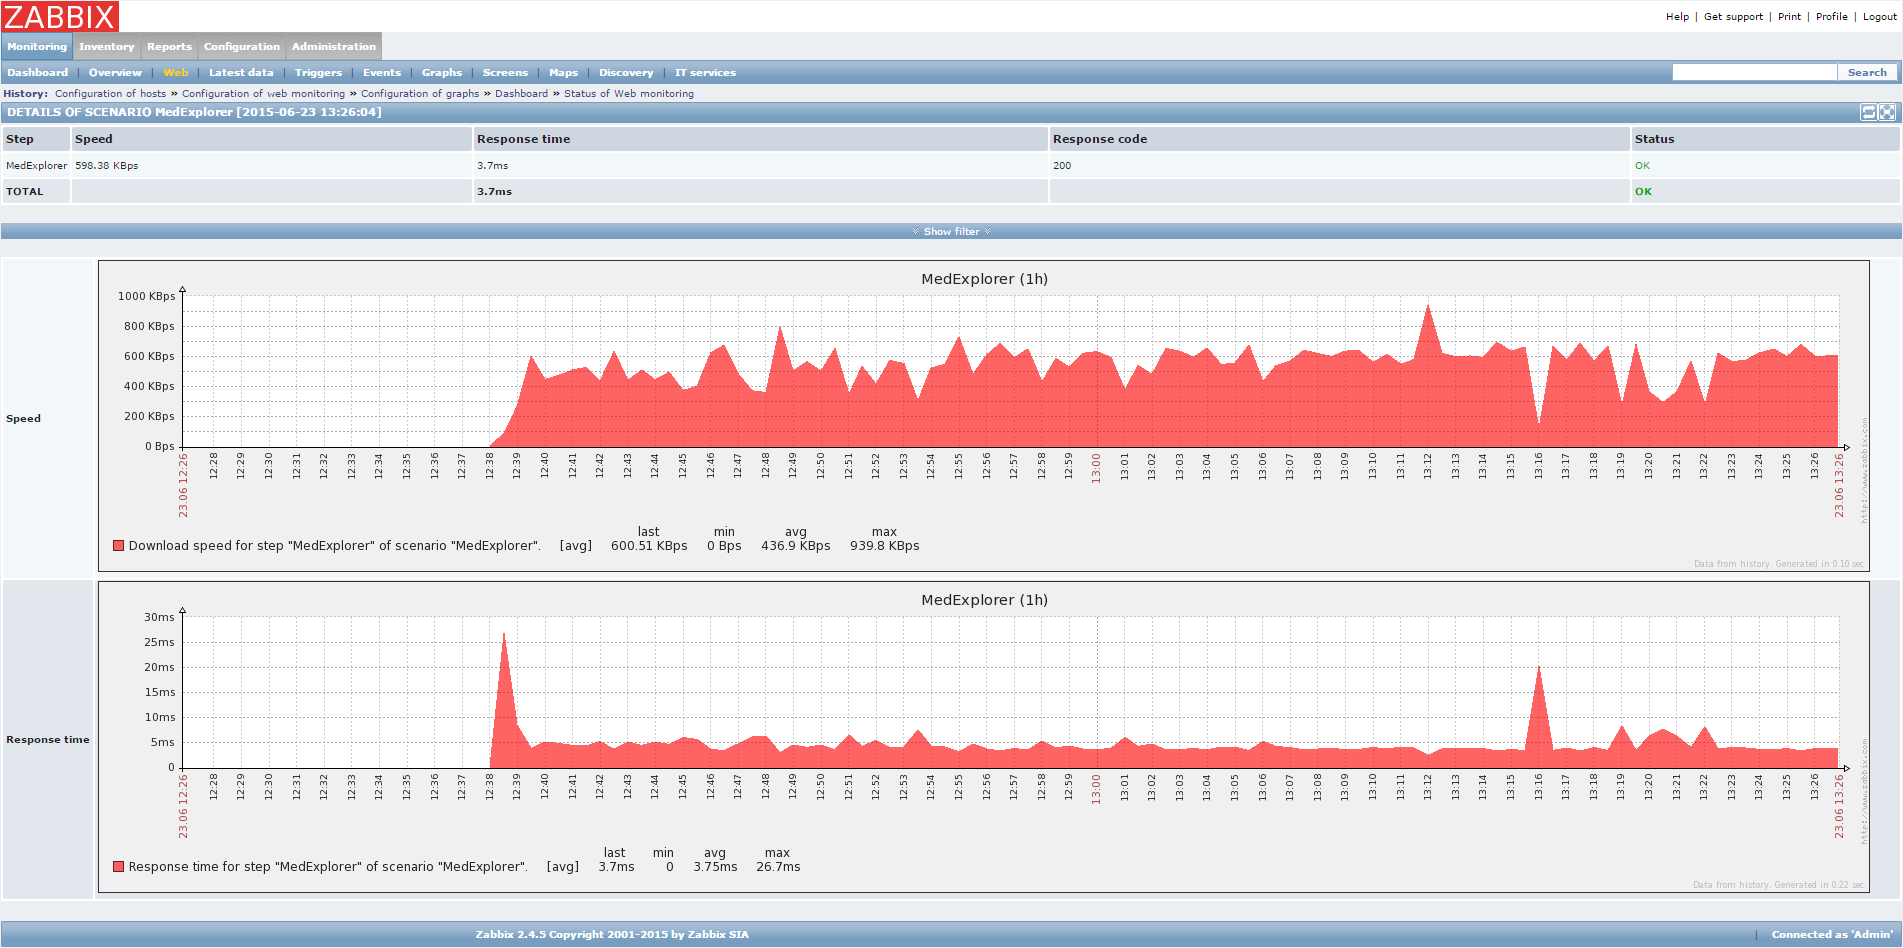 ZABBIX
Help | Get support | Print | Profile | Logout
Monitoring Inventory Reports Configuration Administration
Dashboard | Overview | Web | Latest data | Triggers | Events | Graphs | Screens | Maps | Discovery | IT services Search
History: Configuration of hosts » Configuration of web monitoring » Configuration of graphs » Dashboard » Status of Web monitoring
DETAILS OF SCENARIO MedExplorer [2015-06-23 13:26:04]
Step Speed Response time Response code Status
MedExplorer 598.38 KBps 3.7ms 200 OK
TOTAL 3.7ms OK
Show filter
Speed
MedExplorer (1h)
1000 KBps
800 KBps
600 KBps
400 KBps
200 KBps
0 Bps
23.06 12:26 12:28 12:29 12:30 12:31 12:32 12:33 12:34 12:35 12:36 12:37 12:38 12:39 12:40 12:41 12:42 12:43 12:44 12:45 12:46 12:47 12:48 12:49 12:50 12:51 12:52 12:53 12:54 12:55 12:56 12:57 12:58 12:59 13:00 13:01 13:02 13:03 13:04 13:05 13:06 13:07 13:08 13:09 13:10 13:11 13:12 13:13 13:14 13:15 13:16 13:17 13:18 13:19 13:20 13:21 13:22 13:23 13:24 13:25 13:26 23.06 13:26
http://www.zabbix.com
last min avg max
Download speed for step "MedExplorer" of scenario "MedExplorer". [avg] 600.51 KBps 0 Bps 436.9 KBps 939.8 KBps
Data from history. Generated in 0.10 sec
Response time
MedExplorer (1h)
30ms
25ms
20ms
15ms
10ms
5ms
0
23.06 12:26 12:28 12:29 12:30 12:31 12:32 12:33 12:34 12:35 12:36 12:37 12:38 12:39 12:40 12:41 12:42 12:43 12:44 12:45 12:46 12:47 12:48 12:49 12:50 12:51 12:52 12:53 12:54 12:55 12:56 12:57 12:58 12:59 13:00 13:01 13:02 13:03 13:04 13:05 13:06 13:07 13:08 13:09 13:10 13:11 13:12 13:13 13:14 13:15 13:16 13:17 13:18 13:19 13:20 13:21 13:22 13:23 13:24 13:25 13:26 23.06 13:26
http://www.zabbix.com
last min avg max
Response time for step "MedExplorer" of scenario "MedExplorer". [avg] 3.7ms 0 3.75ms 26.7ms
Data from history. Generated in 0.22 sec
Zabbix 2.4.5 Copyright 2001-2015 by Zabbix SIA | Connected as 'Admin'